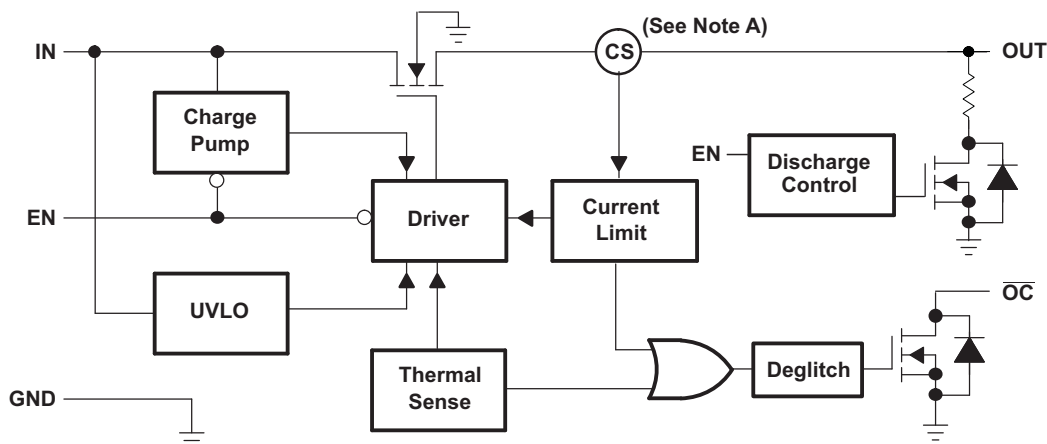 (See Note A)
IN
CS
OUT
Charge
Pump
EN
Discharge
Control
EN
Driver
Current
Limit
UVLO
OC
Thermal
Sense
Deglitch
GND